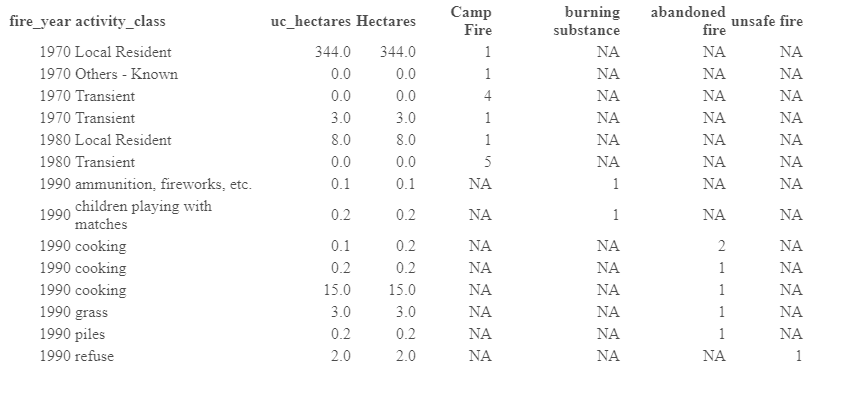 fire_year activity_class uc_hectares Hectares Camp Fire burning substance abandoned fire unsafe fire
1970 Local Resident 344.0 344.0 1 NA NA NA
1970 Others - Known 0.0 0.0 1 NA NA NA
1970 Transient 0.0 0.0 4 NA NA NA
1970 Transient 3.0 3.0 1 NA NA NA
1980 Local Resident 8.0 8.0 1 NA NA NA
1980 Transient 0.0 0.0 5 NA NA NA
1990 ammunition, fireworks, etc. 0.1 0.1 NA 1 NA NA
1990 children playing with matches 0.2 0.2 NA 1 NA NA
1990 cooking 0.1 0.2 NA NA 2 NA
1990 cooking 0.2 0.2 NA NA 1 NA
1990 cooking 15.0 15.0 NA NA 1 NA
1990 grass 3.0 3.0 NA NA 1 NA
1990 piles 0.2 0.2 NA NA 1 NA
1990 refuse 2.0 2.0 NA NA NA 1